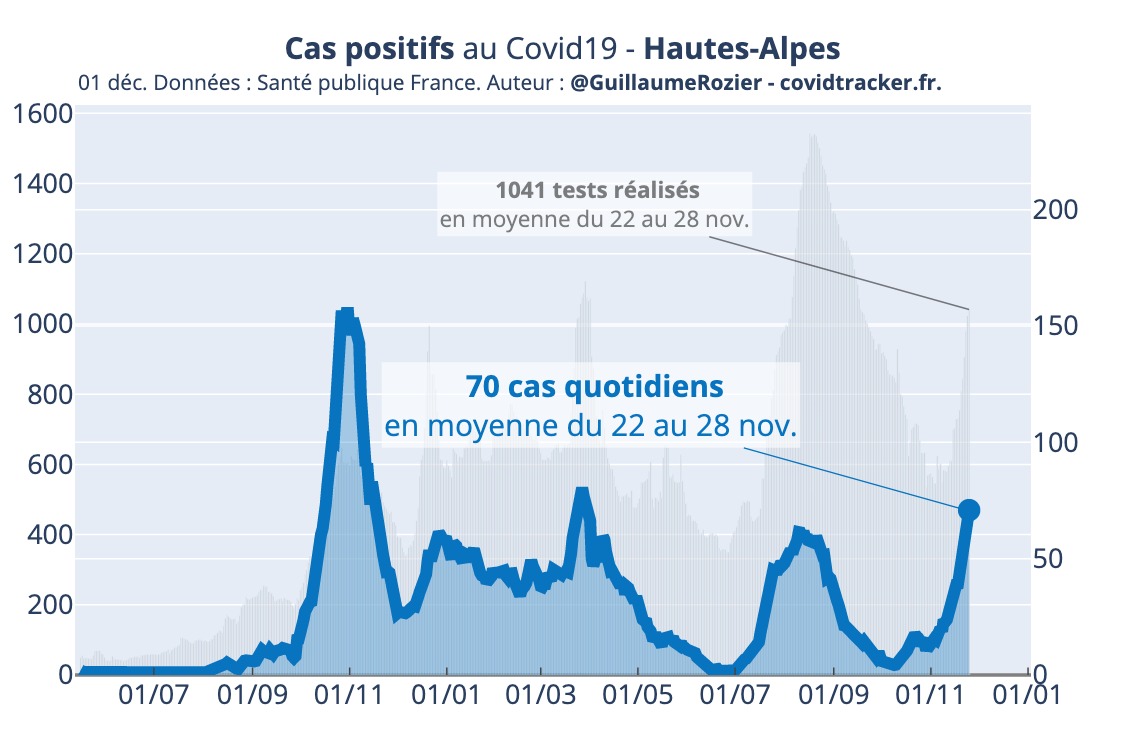 Cas positifs au Covid19 - Hautes-Alpes
01 déc. Données : Santé publique France. Auteur : @GuillaumeRozier - covidtracker.fr.
1600
1400
1200
1000
800
600
400
200
0
1041 tests réalisés
en moyenne du 22 au 28 nov.
70 cas quotidiens
en moyenne du 22 au 28 nov.
200
150
100
50
0
01/07 01/09 01/11 01/01 01/03 01/05 01/07 01/09 01/11 01/01